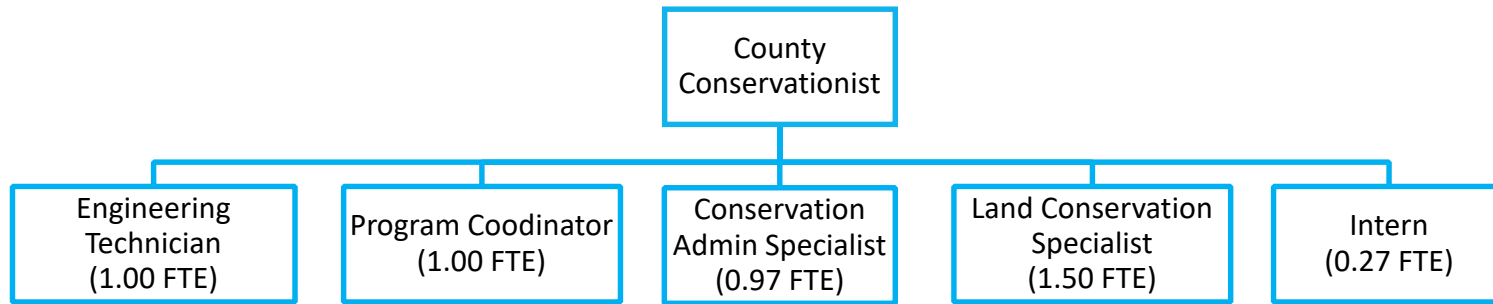 County
Conservationist
Engineering
Technician
(1.00 FTE)
Program Coodinator
(1.00 FTE)
Conservation
Admin Specialist
(0.97 FTE)
Land Conservation
Specialist
(1.50 FTE)
Intern
(0.27 FTE)